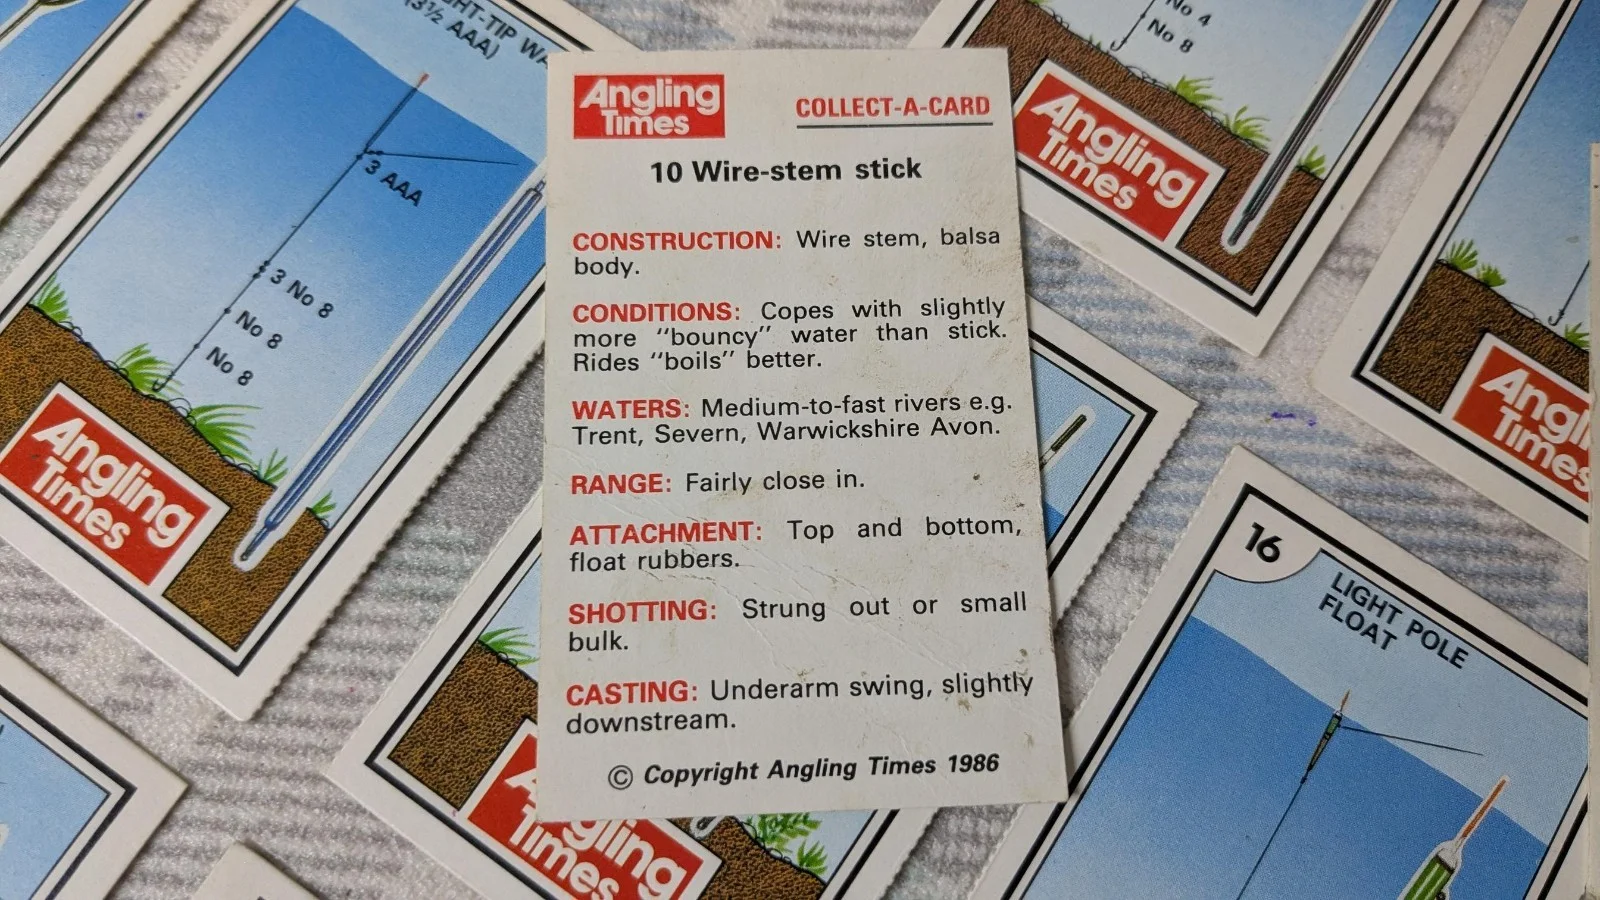 Angling
Times
COLLECT-A-CARD
10 Wire-stem stick
CONSTRUCTION: Wire stem, balsa
body.
CONDITIONS: Copes with slightly
more "bouncy" water than stick.
Rides "boils" better.
WATERS: Medium-to-fast rivers e.g.
Trent, Severn, Warwickshire Avon.
RANGE: Fairly close in.
ATTACHMENT: Top and bottom,
float rubbers.
SHOTTING: Strung out or small
bulk.
CASTING: Underarm swing, slightly
downstream.
© Copyright Angling Times 1986
(3½ AAA)
3 AAA
3 No 8
No 8
No 8
Angling
Times
No 4
No 8
Angling
Times
Times
16
LIGHT POLE
FLOAT
Angling
Times